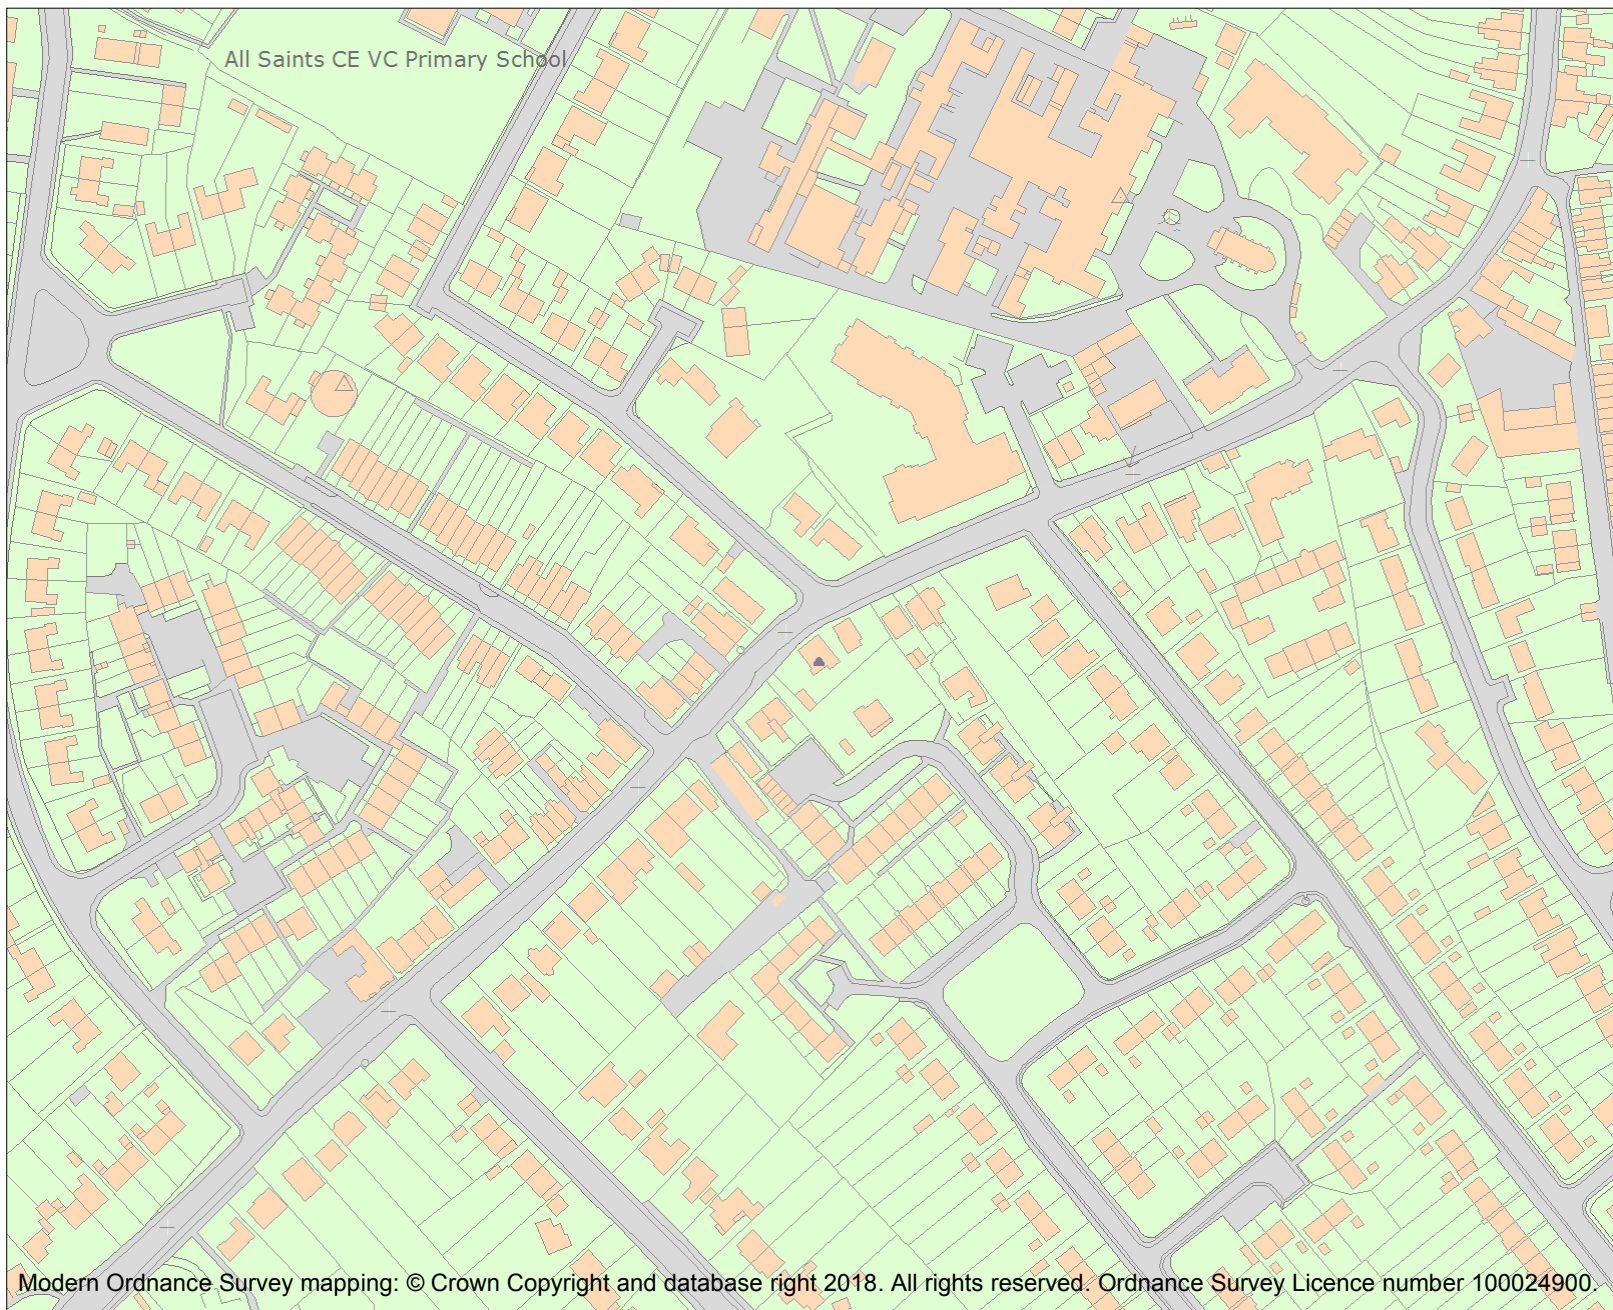 All Saints CE VC Primary School
Modern Ordnance Survey mapping: © Crown Copyright and database right 2018. All rights reserved. Ordnance Survey Licence number 100024900.